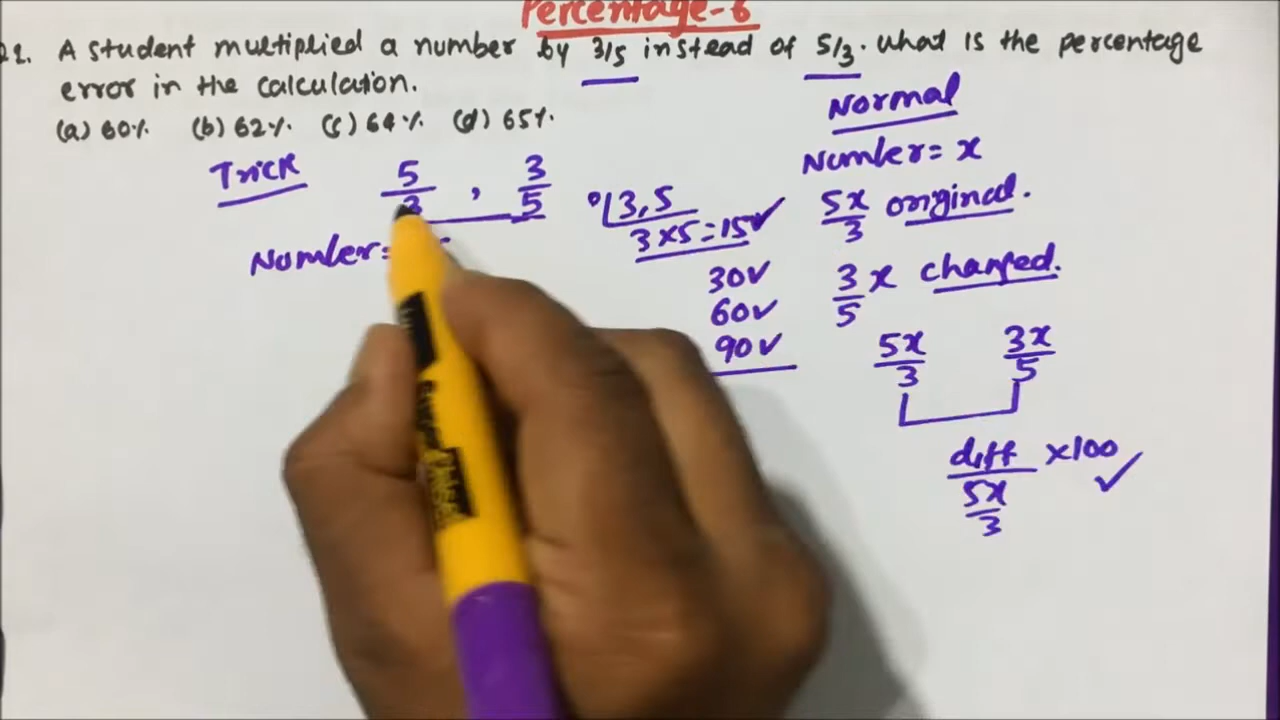 Percentage-6
Q2. A student multiplied a number by 3/5 instead of 5/3. what is the percentage
error in the calculation.
(a) 60% (b) 62% (c) 64% (d) 65%
Trick
5/3 , 3/5
Number=
3,5
3×5=15✓
30✓
60✓
90✓
Normal
Number = x
5x/3 original.
3/5 x changed.
5x/3 3x/5
diff/5x/3 ×100 ✓